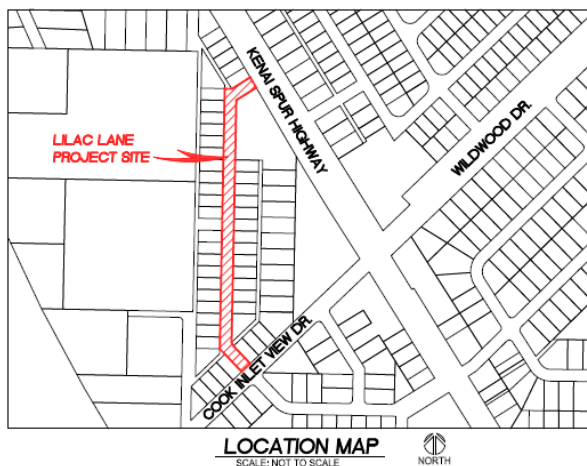 KENAI SPUR HIGHWAY
LILAC LANE
PROJECT SITE
WILDWOOD DR.
COOK INLET VIEW DR.
LOCATION MAP
SCALE: NOT TO SCALE
NORTH